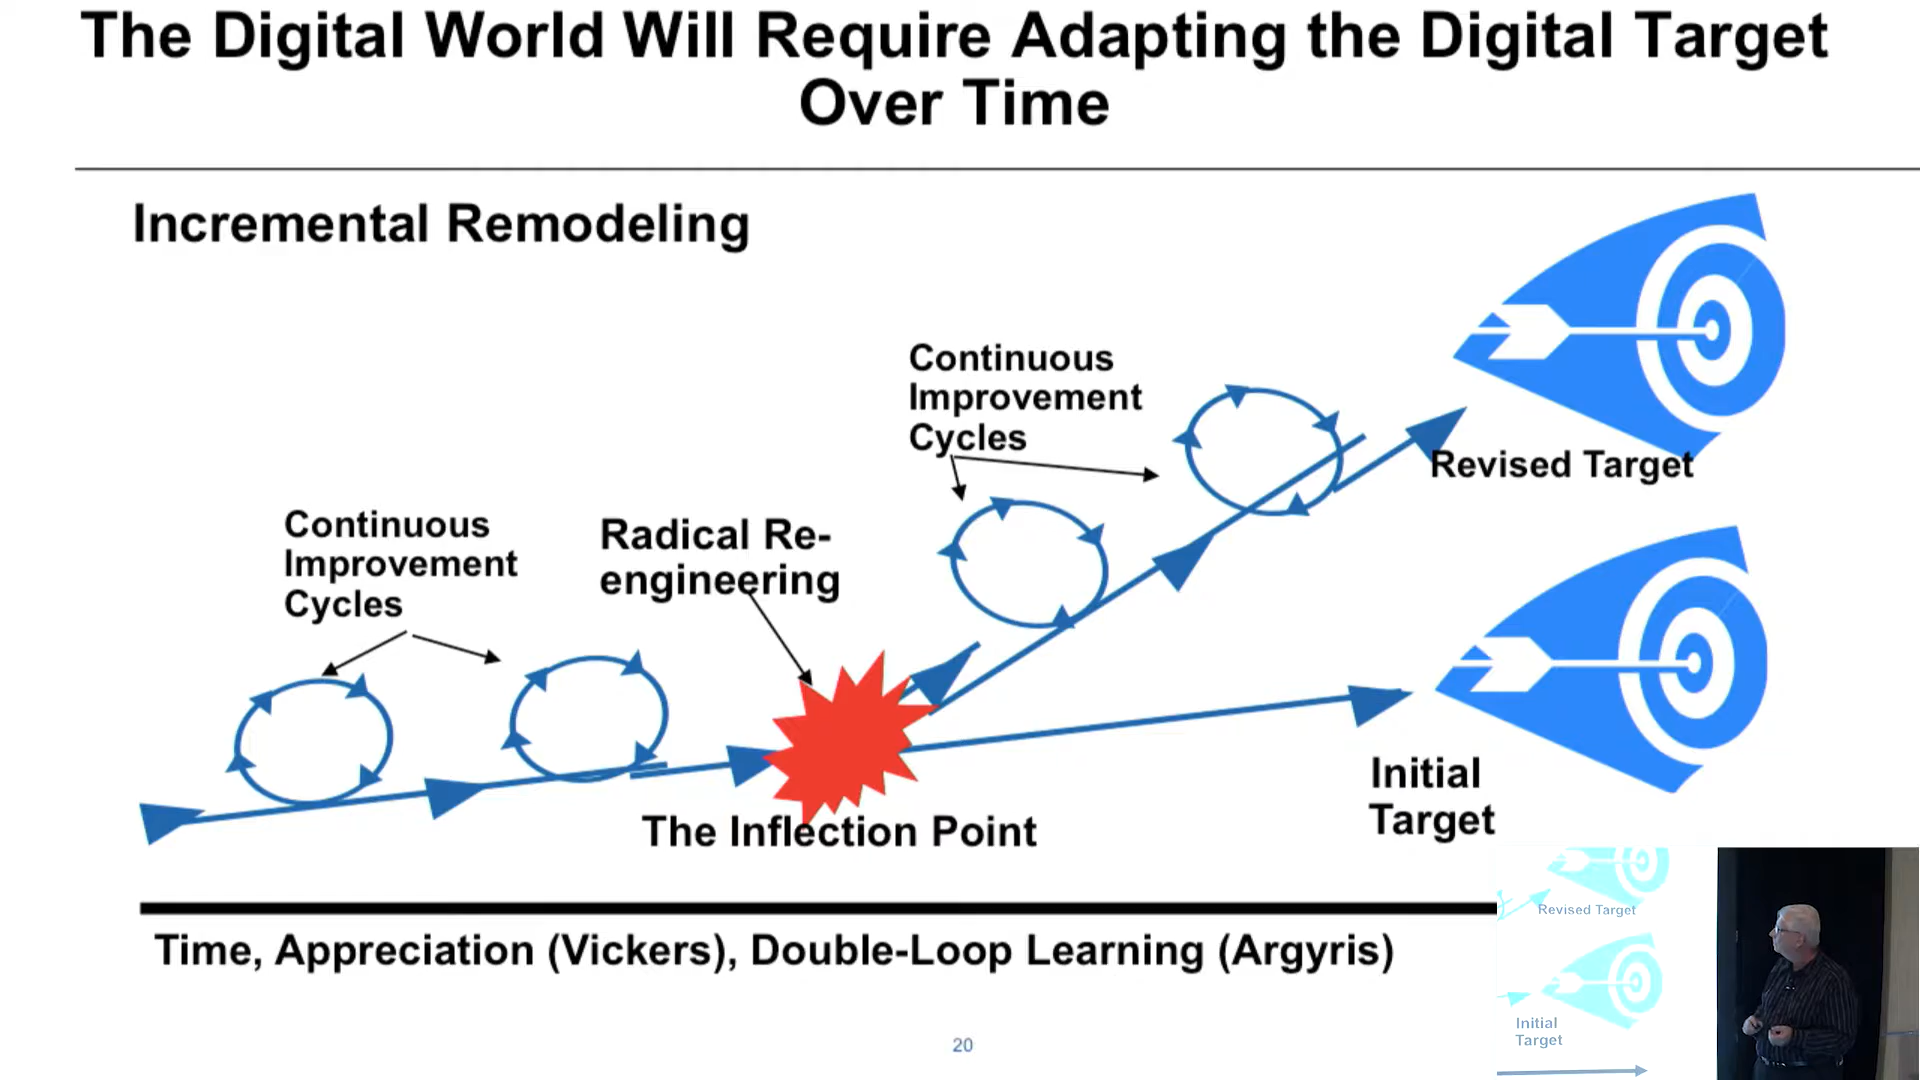 The Digital World Will Require Adapting the Digital Target
Over Time
Incremental Remodeling
Continuous
Improvement
Cycles
Revised Target
Continuous
Improvement
Cycles
Radical Re-
engineering
Initial
Target
The Inflection Point
Time, Appreciation (Vickers), Double-Loop Learning (Argyris)
20
Revised Target
Initial
Target